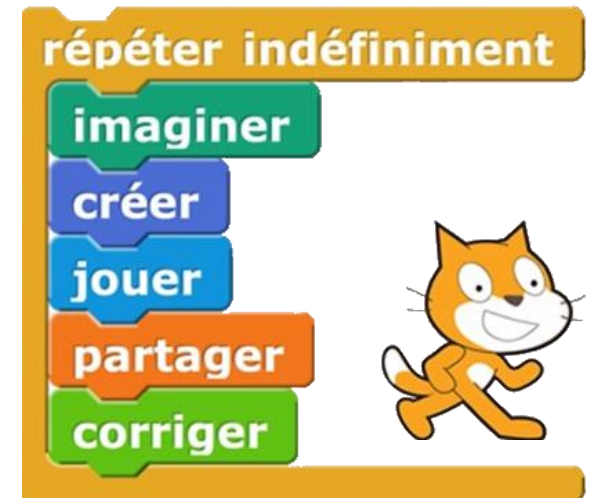 répéter indéfiniment
imaginer
créer
jouer
partager
corriger